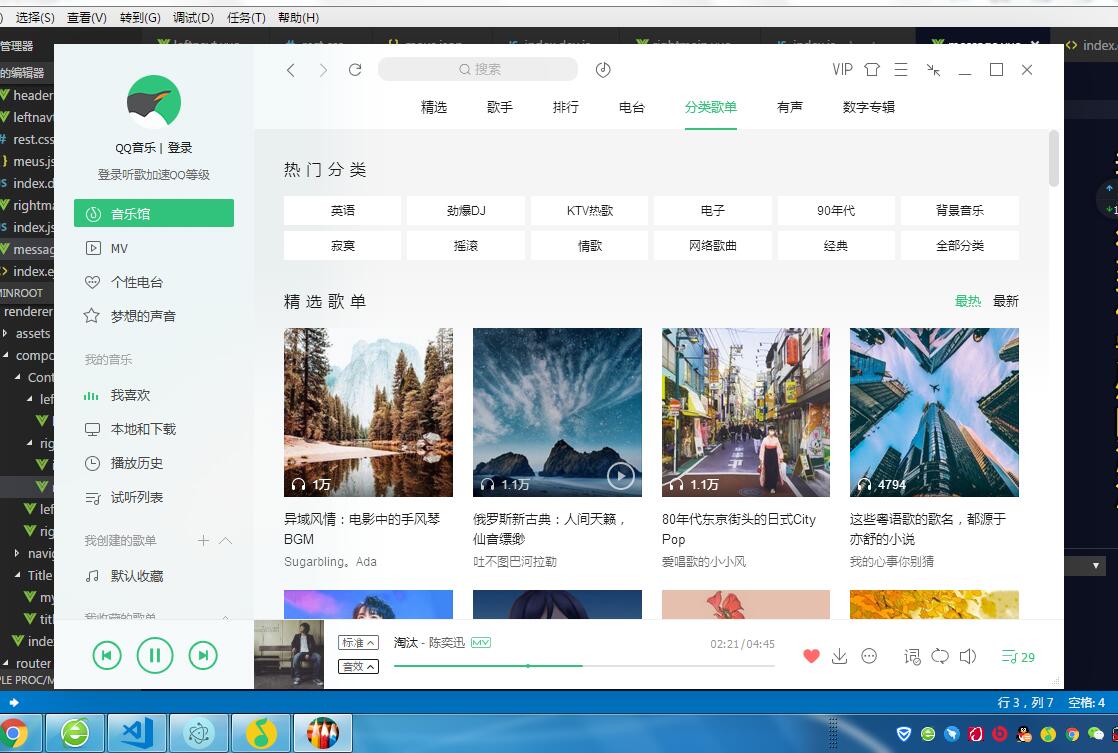 选择(S) 查看(V) 转到(G) 调试(D) 任务(T) 帮助(H)
管理器
的编辑器
header
leftnavt
rest.css
meus.js
index.d
rightma
index.js
messag
index.e
MINROOT
renderer
assets
compo
Cont
lef
rig
lef
rig
navig
Title
my
titl
index
router
PLE PROC/M
message.vue
index.
搜索
VIP
精选 歌手 排行 电台 分类歌单 有声 数字专辑
QQ音乐 | 登录
登录听歌加速QQ等级
音乐馆
MV
个性电台
梦想的声音
我的音乐
我喜欢
本地和下载
播放历史
试听列表
我创建的歌单
默认收藏
我收藏的歌单
热门分类
英语 劲爆DJ KTV热歌 电子 90年代 背景音乐
寂寞 摇滚 情歌 网络歌曲 经典 全部分类
精选歌单 最热 最新
1万 1.1万 1.1万 4794
异域风情：电影中的手风琴BGM
Sugarbling。Ada
俄罗斯新古典：人间天籁，仙音缥缈
吐不图巴河拉勒
80年代东京街头的日式City Pop
爱唱歌的小小风
这些粤语歌的歌名，都源于亦舒的小说
我的心事你别猜
标准 淘汰 - 陈奕迅 MV 02:21/04:45
音效
词
29
行 3，列 7 空格: 4